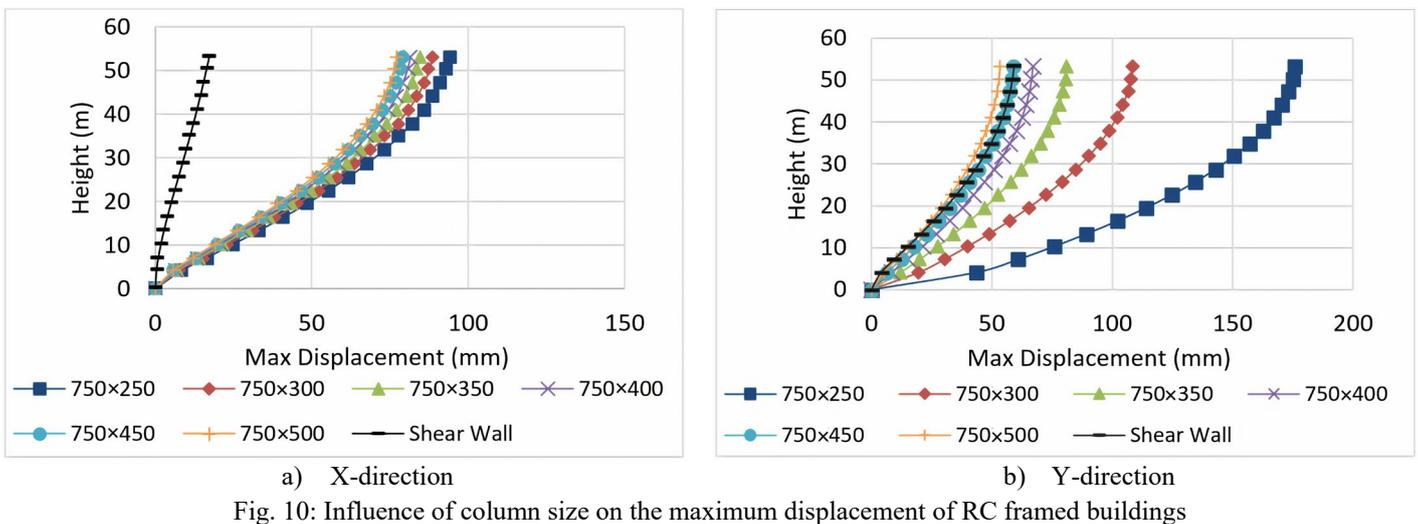 60
50
40
30
20
10
0
Height (m)
0 50 100 150
Max Displacement (mm)
750×250 750×300 750×350 750×400
750×450 750×500 Shear Wall
a) X-direction
60
50
40
30
20
10
0
Height (m)
0 50 100 150 200
Max Displacement (mm)
750×250 750×300 750×350 750×400
750×450 750×500 Shear Wall
b) Y-direction
Fig. 10: Influence of column size on the maximum displacement of RC framed buildings